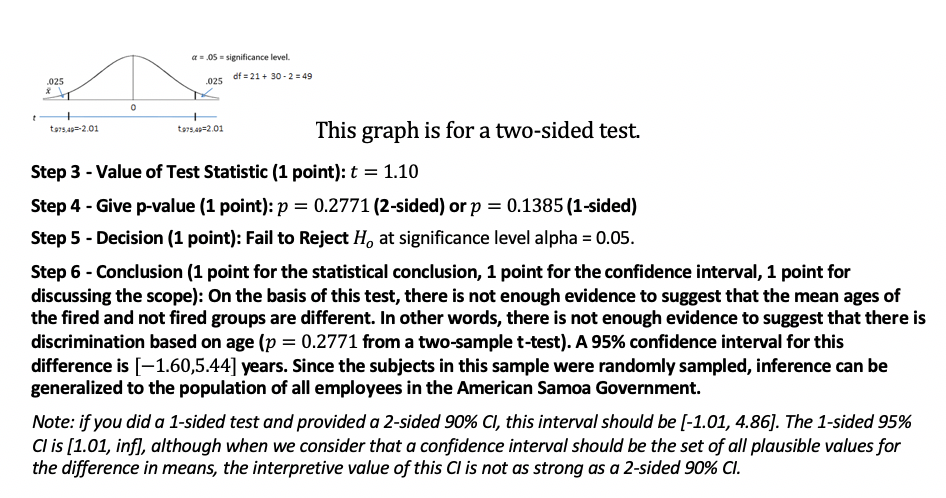 α = .05 = significance level.
.025
.025
df = 21 + 30 - 2 = 49
x̄
0
t
t.975,49=-2.01
t.975,49=2.01
This graph is for a two-sided test.
Step 3 - Value of Test Statistic (1 point): t = 1.10
Step 4 - Give p-value (1 point): p = 0.2771 (2-sided) or p = 0.1385 (1-sided)
Step 5 - Decision (1 point): Fail to Reject Hₒ at significance level alpha = 0.05.
Step 6 - Conclusion (1 point for the statistical conclusion, 1 point for the confidence interval, 1 point for
discussing the scope): On the basis of this test, there is not enough evidence to suggest that the mean ages of
the fired and not fired groups are different. In other words, there is not enough evidence to suggest that there is
discrimination based on age (p = 0.2771 from a two-sample t-test). A 95% confidence interval for this
difference is [−1.60,5.44] years. Since the subjects in this sample were randomly sampled, inference can be
generalized to the population of all employees in the American Samoa Government.
Note: if you did a 1-sided test and provided a 2-sided 90% CI, this interval should be [-1.01, 4.86]. The 1-sided 95%
CI is [1.01, inf], although when we consider that a confidence interval should be the set of all plausible values for
the difference in means, the interpretive value of this CI is not as strong as a 2-sided 90% CI.